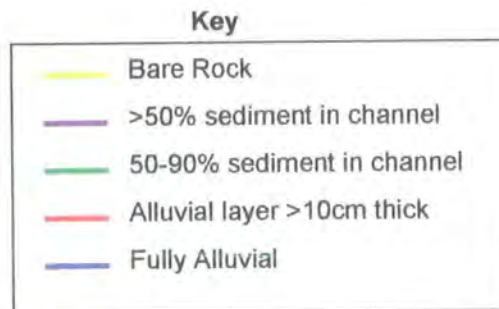 Key
Bare Rock
>50% sediment in channel
50-90% sediment in channel
Alluvial layer >10cm thick
Fully Alluvial